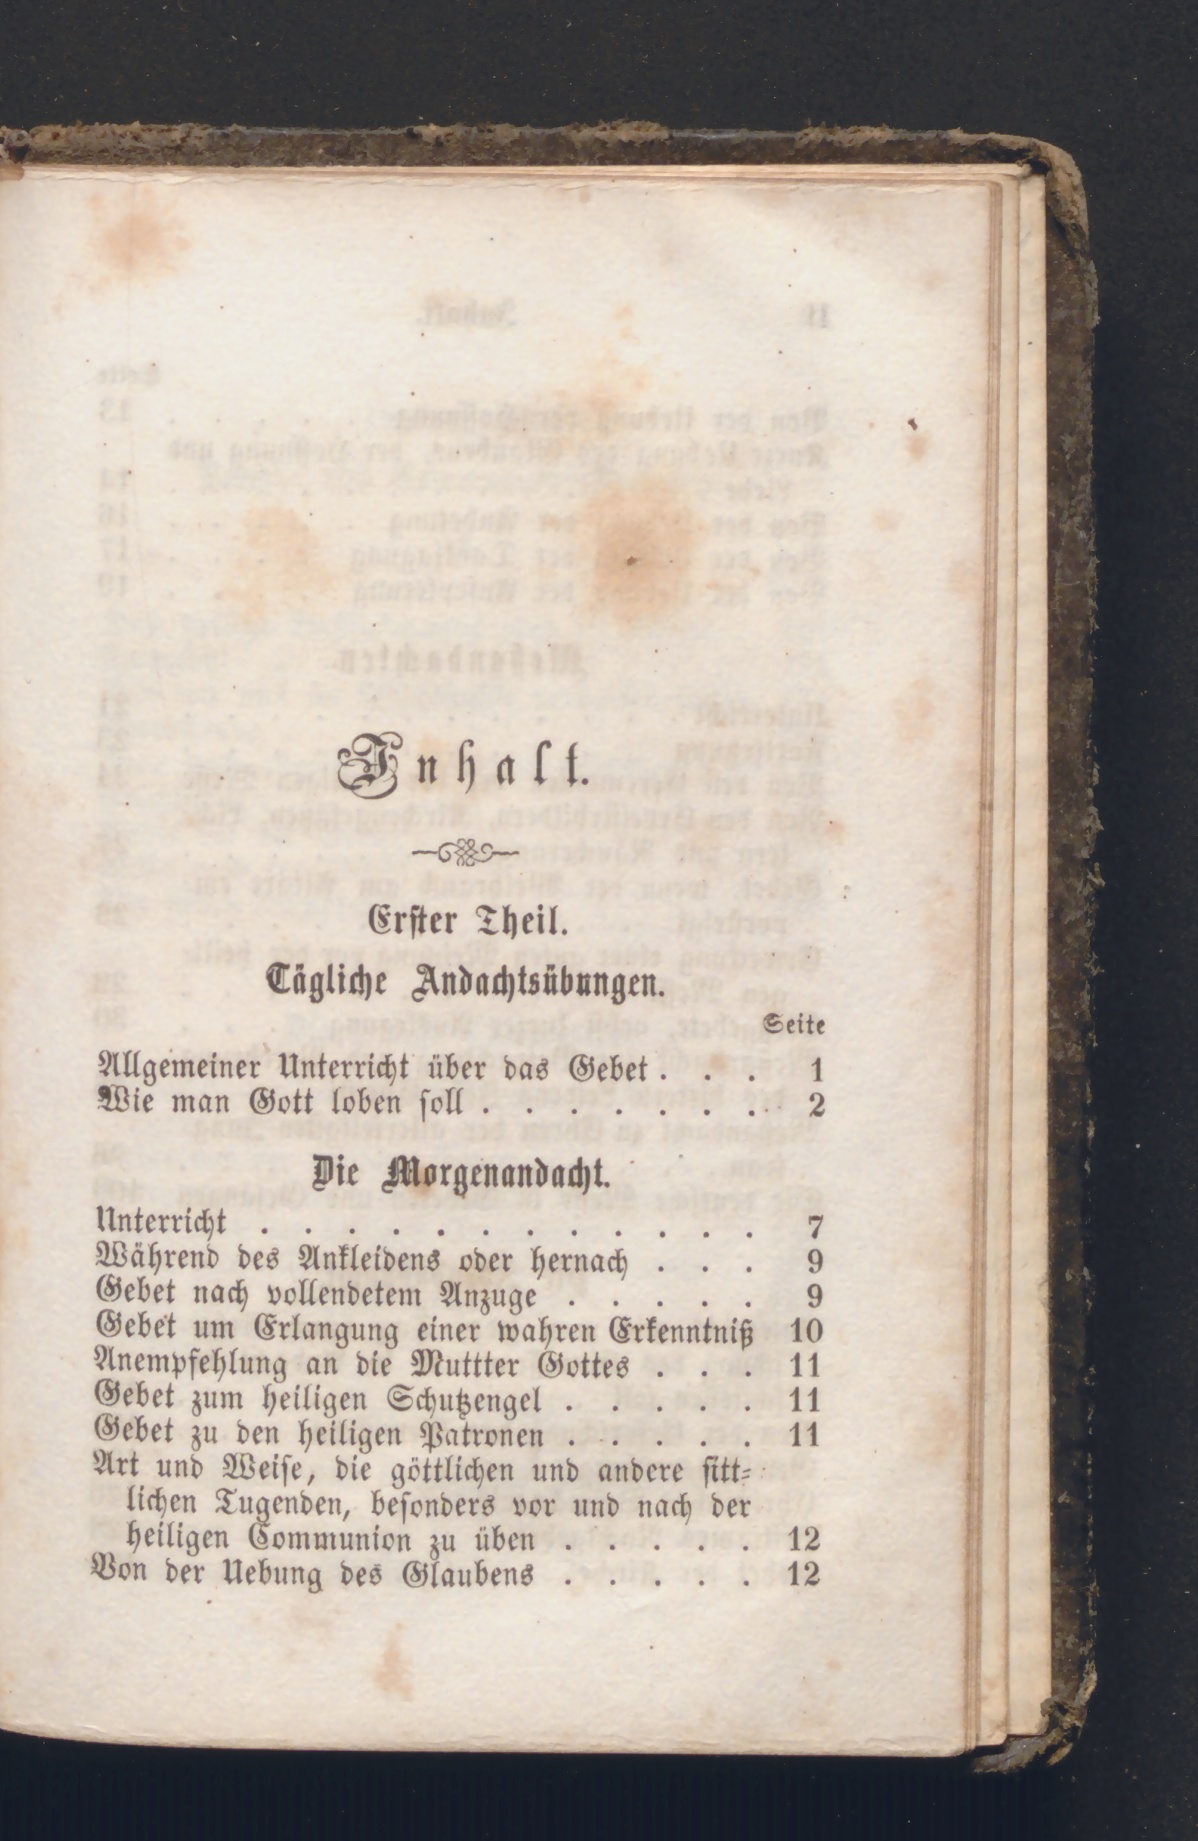 Inhalt.
Erster Theil.
Tägliche Andachtsübungen.
Seite
Allgemeiner Unterricht über das Gebet . . . 1
Wie man Gott loben soll . . . . . . . 2
Die Morgenandacht.
Unterricht . . . . . . . . . . . . 7
Während des Ankleidens oder hernach . . . 9
Gebet nach vollendetem Anzuge . . . . . 9
Gebet um Erlangung einer wahren Erkenntniß 10
Anempfehlung an die Muttter Gottes . . . 11
Gebet zum heiligen Schutzengel . . . . . 11
Gebet zu den heiligen Patronen . . . . . 11
Art und Weise, die göttlichen und andere sitt-
lichen Tugenden, besonders vor und nach der
heiligen Communion zu üben . . . . . 12
Von der Uebung des Glaubens . . . . . 12